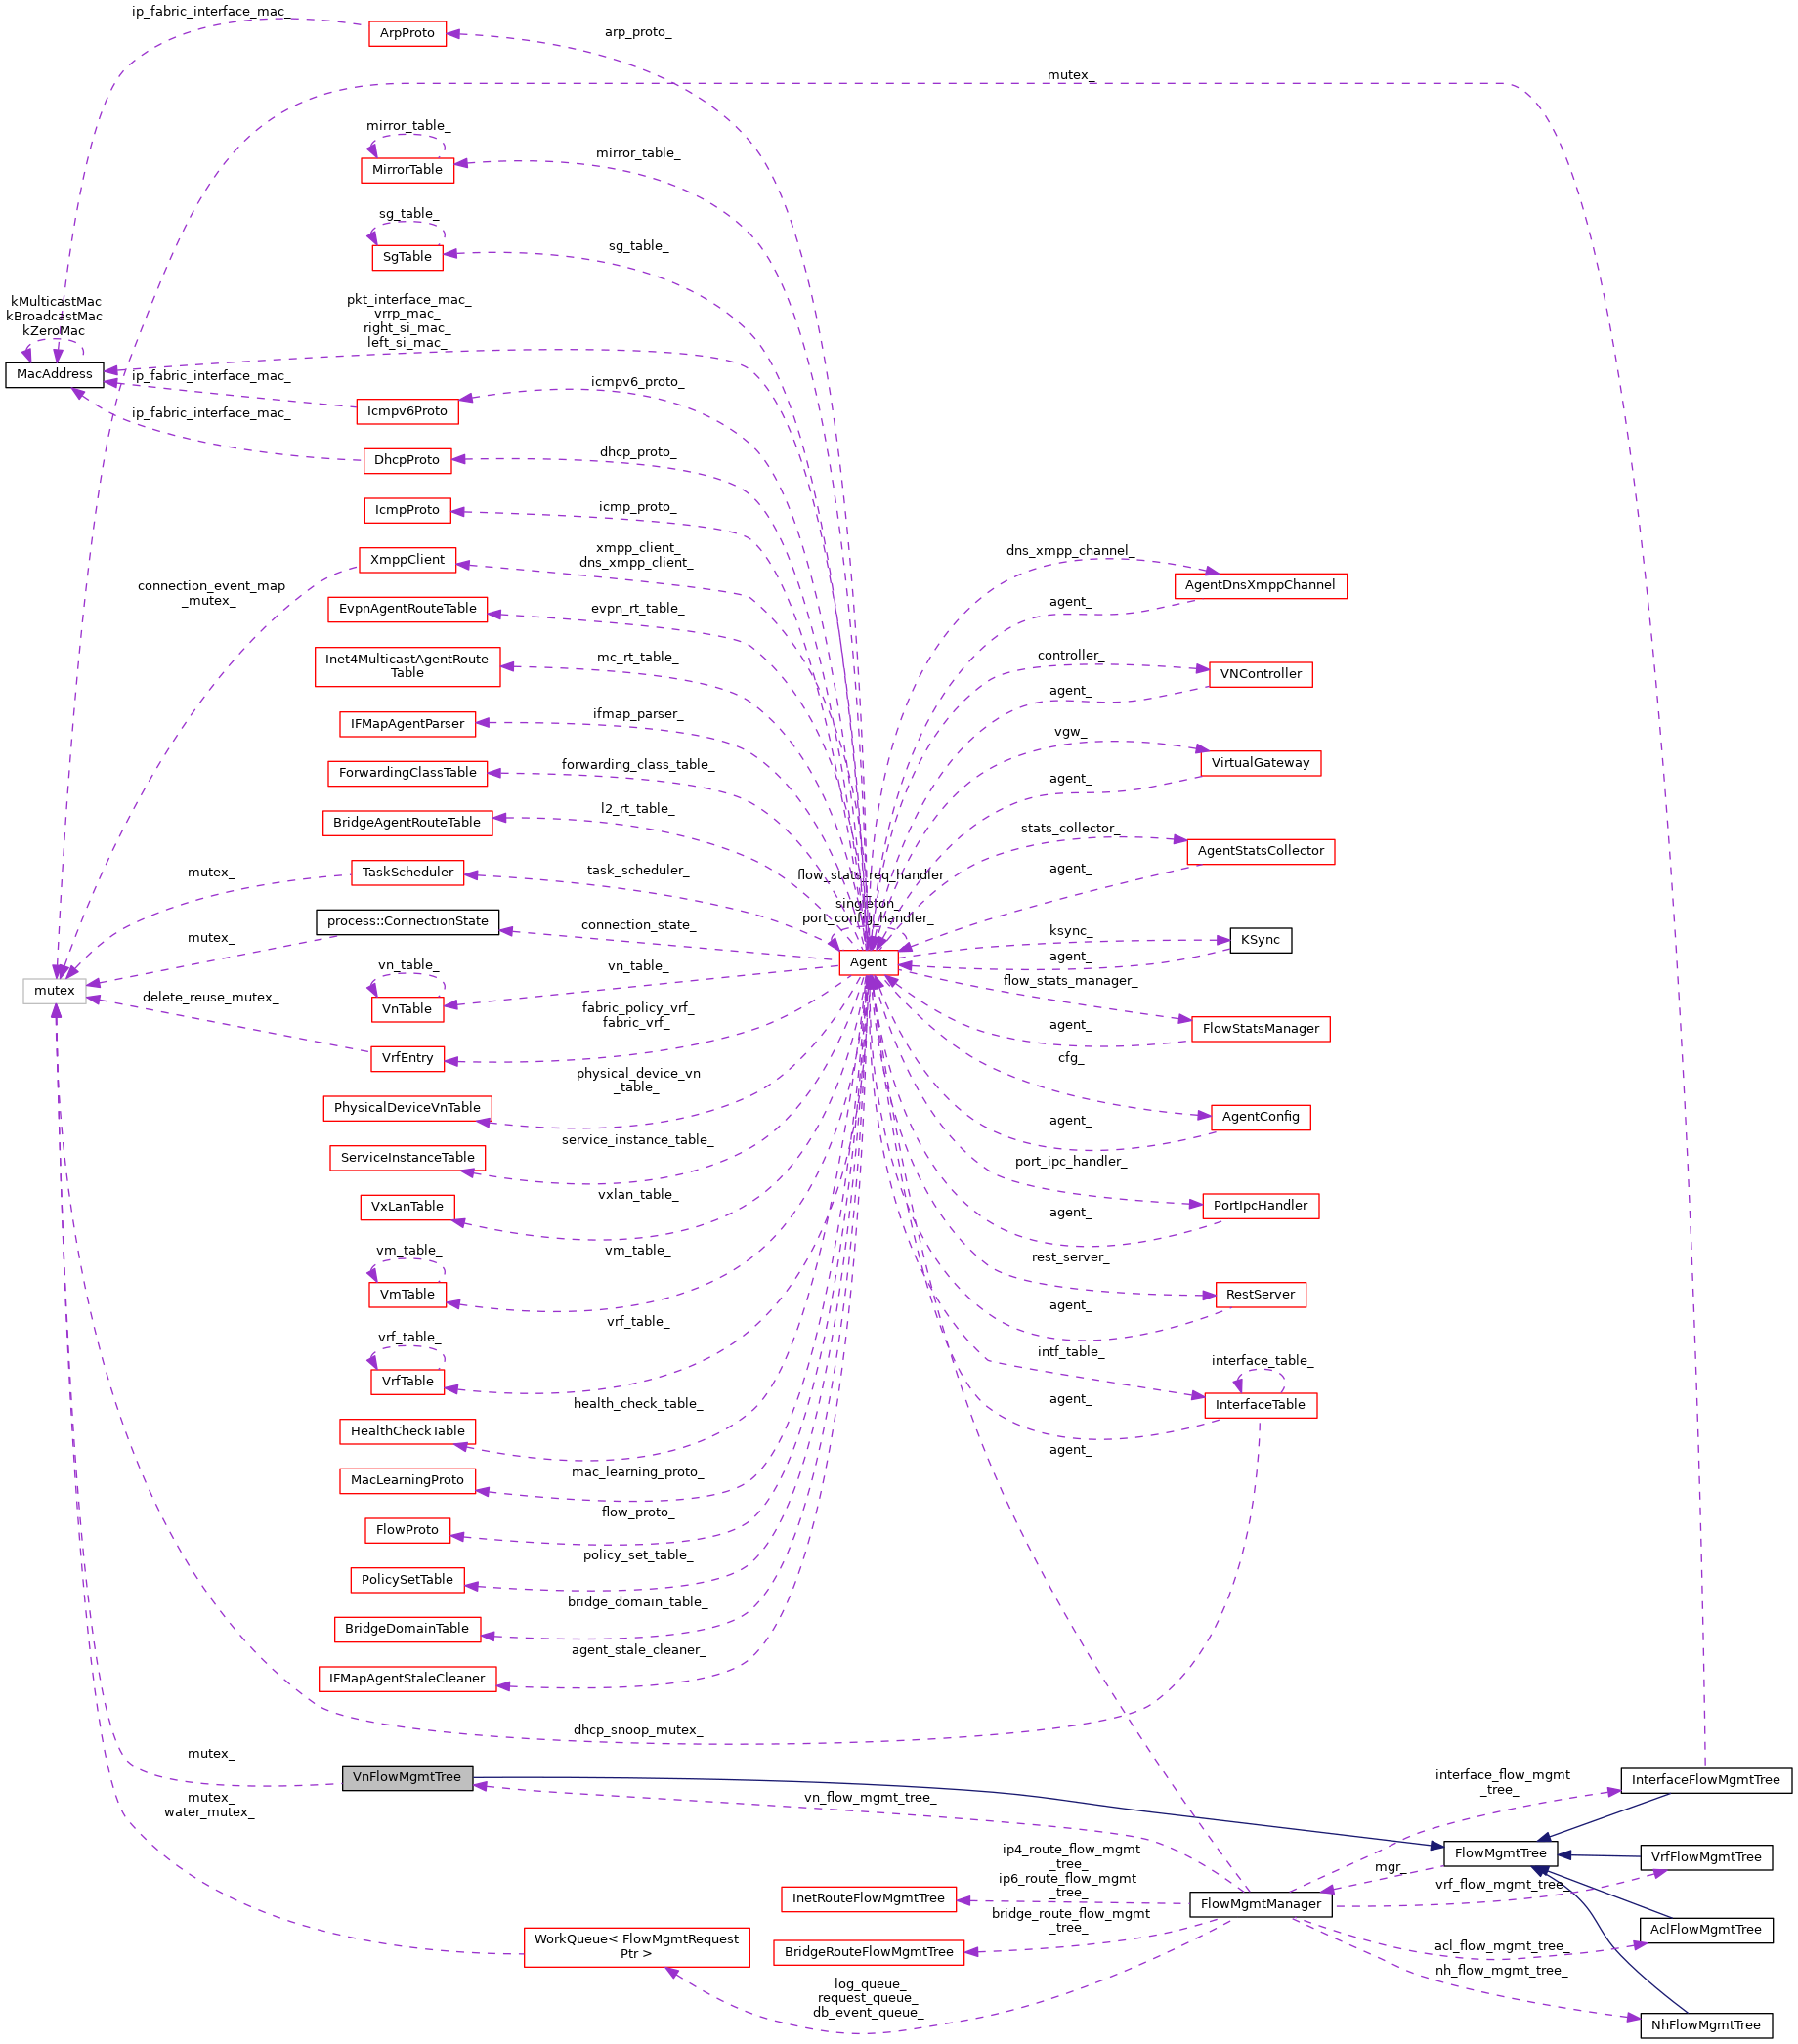 ip_fabric_interface_mac_
ArpProto
arp_proto_
mutex_
mirror_table_
MirrorTable
mirror_table_
sg_table_
SgTable
sg_table_
kMulticastMac
kBroadcastMac
kZeroMac
MacAddress
pkt_interface_mac_
vrrp_mac_
right_si_mac_
left_si_mac_
ip_fabric_interface_mac_
Icmpv6Proto
icmpv6_proto_
ip_fabric_interface_mac_
DhcpProto
dhcp_proto_
IcmpProto
icmp_proto_
XmppClient
xmpp_client_
dns_xmpp_client_
connection_event_map
_mutex_
EvpnAgentRouteTable
evpn_rt_table_
Inet4MulticastAgentRoute
Table
mc_rt_table_
IFMapAgentParser
ifmap_parser_
ForwardingClassTable
forwarding_class_table_
BridgeAgentRouteTable
l2_rt_table_
mutex_
TaskScheduler
task_scheduler_
mutex_
process::ConnectionState
connection_state_
flow_stats_req_handler
_
singleton_
port_config_handler_
Agent
mutex
vn_table_
VnTable
vn_table_
delete_reuse_mutex_
VrfEntry
fabric_policy_vrf_
fabric_vrf_
PhysicalDeviceVnTable
physical_device_vn
_table_
ServiceInstanceTable
service_instance_table_
VxLanTable
vxlan_table_
vm_table_
VmTable
vm_table_
vrf_table_
VrfTable
vrf_table_
HealthCheckTable
health_check_table_
MacLearningProto
mac_learning_proto_
FlowProto
flow_proto_
PolicySetTable
policy_set_table_
BridgeDomainTable
bridge_domain_table_
IFMapAgentStaleCleaner
agent_stale_cleaner_
dns_xmpp_channel_
AgentDnsXmppChannel
agent_
controller_
VNController
agent_
vgw_
VirtualGateway
agent_
stats_collector_
AgentStatsCollector
agent_
ksync_
KSync
agent_
flow_stats_manager_
FlowStatsManager
agent_
cfg_
AgentConfig
agent_
port_ipc_handler_
PortIpcHandler
agent_
rest_server_
RestServer
agent_
intf_table_
interface_table_
InterfaceTable
agent_
agent_
dhcp_snoop_mutex_
mutex_
VnFlowMgmtTree
mutex_
water_mutex_
vn_flow_mgmt_tree_
interface_flow_mgmt
_tree_
InterfaceFlowMgmtTree
FlowMgmtTree
VrfFlowMgmtTree
mgr_
vrf_flow_mgmt_tree_
ip4_route_flow_mgmt
_tree_
ip6_route_flow_mgmt
_tree_
InetRouteFlowMgmtTree
FlowMgmtManager
bridge_route_flow_mgmt
_tree_
BridgeRouteFlowMgmtTree
AclFlowMgmtTree
acl_flow_mgmt_tree_
nh_flow_mgmt_tree_
WorkQueue< FlowMgmtRequest
Ptr >
log_queue_
request_queue_
db_event_queue_
NhFlowMgmtTree